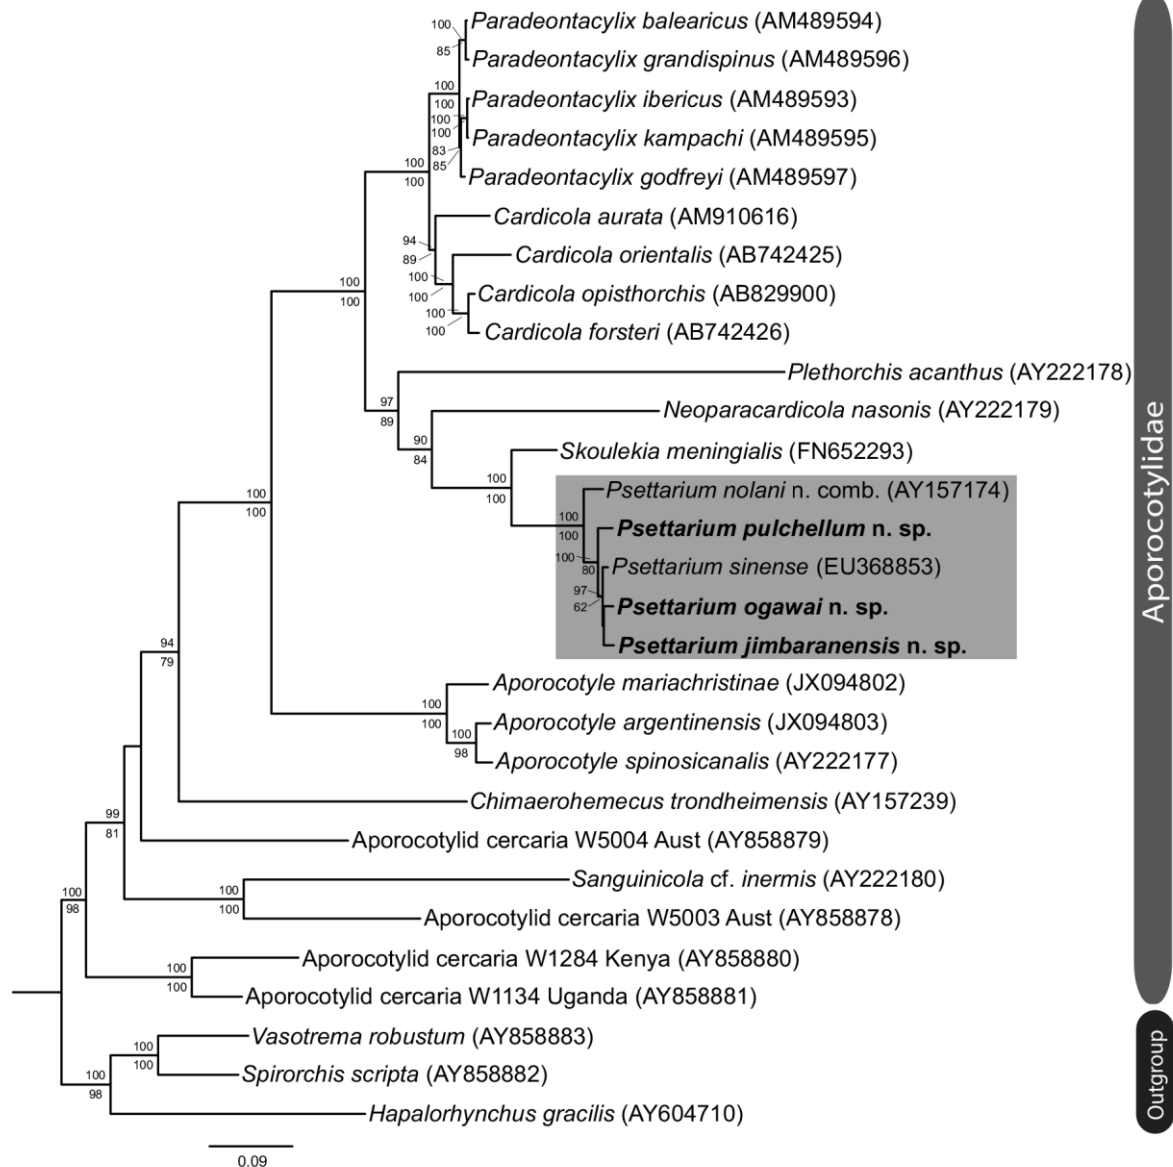 100
Paradeontacylix balearicus (AM489594)
85
Paradeontacylix grandispinus (AM489596)
100
100
Paradeontacylix ibericus (AM489593)
100
100
Paradeontacylix kampachi (AM489595)
83
85
100
100
Paradeontacylix godfreyi (AM489597)
Cardicola aurata (AM910616)
94
89
Cardicola orientalis (AB742425)
100
100
100
100
Cardicola opisthorchis (AB829900)
100
100
Cardicola forsteri (AB742426)
Plethorchis acanthus (AY222178)
97
89
Neoparacardicola nasonis (AY222179)
90
84
Skoulekia meningialis (FN652293)
100
100
100
100
Psettarium nolani n. comb. (AY157174)
100
100
Psettarium pulchellum n. sp.
100
80
Psettarium sinense (EU368853)
97
62
Psettarium ogawai n. sp.
Psettarium jimbaranensis n. sp.
94
79
Aporocotyle mariachristinae (JX094802)
100
100
Aporocotyle argentinensis (JX094803)
100
98
Aporocotyle spinosicanalis (AY222177)
Chimaerohemecus trondheimensis (AY157239)
99
81
Aporocotylid cercaria W5004 Aust (AY858879)
Sanguinicola cf. inermis (AY222180)
100
100
100
98
Aporocotylid cercaria W5003 Aust (AY858878)
Aporocotylid cercaria W1284 Kenya (AY858880)
100
100
Aporocotylid cercaria W1134 Uganda (AY858881)
Vasotrema robustum (AY858883)
100
100
Spirorchis scripta (AY858882)
100
98
Hapalorhynchus gracilis (AY604710)
0.09
Aporocotylidae
Outgroup